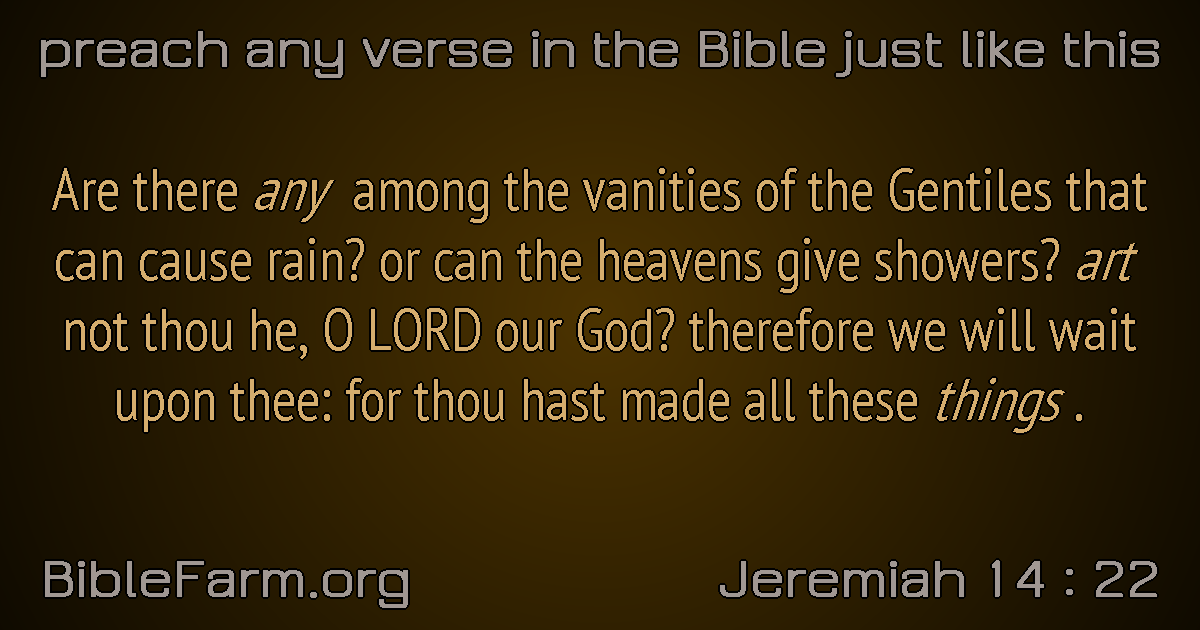 preach any verse in the Bible just like this
Are there any among the vanities of the Gentiles that
can cause rain? or can the heavens give showers? art
not thou he, O LORD our God? therefore we will wait
upon thee: for thou hast made all these things .
BibleFarm.org
Jeremiah 14 : 22